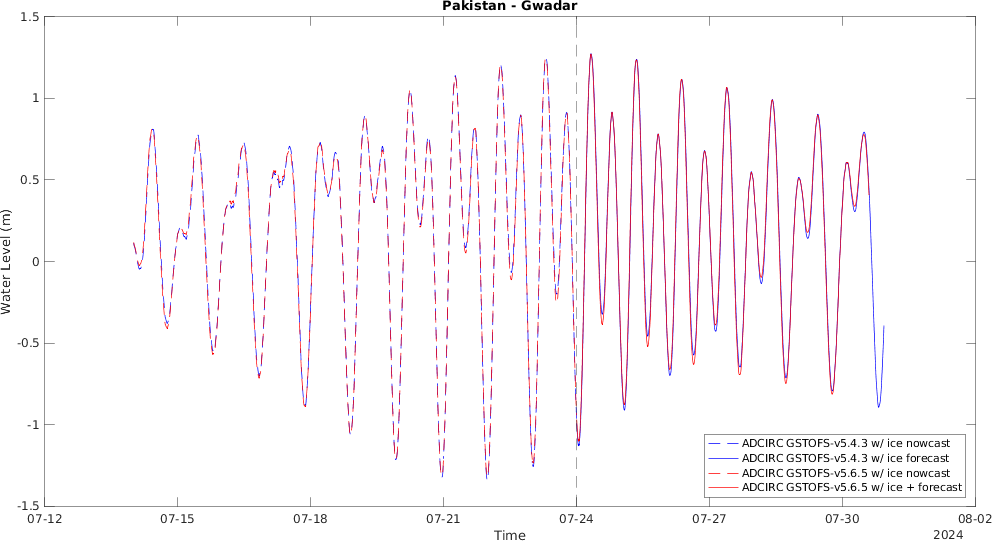 Pakistan - Gwadar
1.5
1
0.5
0
-0.5
-1
-1.5
Water Level (m)
07-12
07-15
07-18
07-21
07-24
07-27
07-30
08-02
Time
2024
ADCIRC GSTOFS-v5.4.3 w/ ice nowcast
ADCIRC GSTOFS-v5.4.3 w/ ice forecast
ADCIRC GSTOFS-v5.6.5 w/ ice nowcast
ADCIRC GSTOFS-v5.6.5 w/ ice + forecast